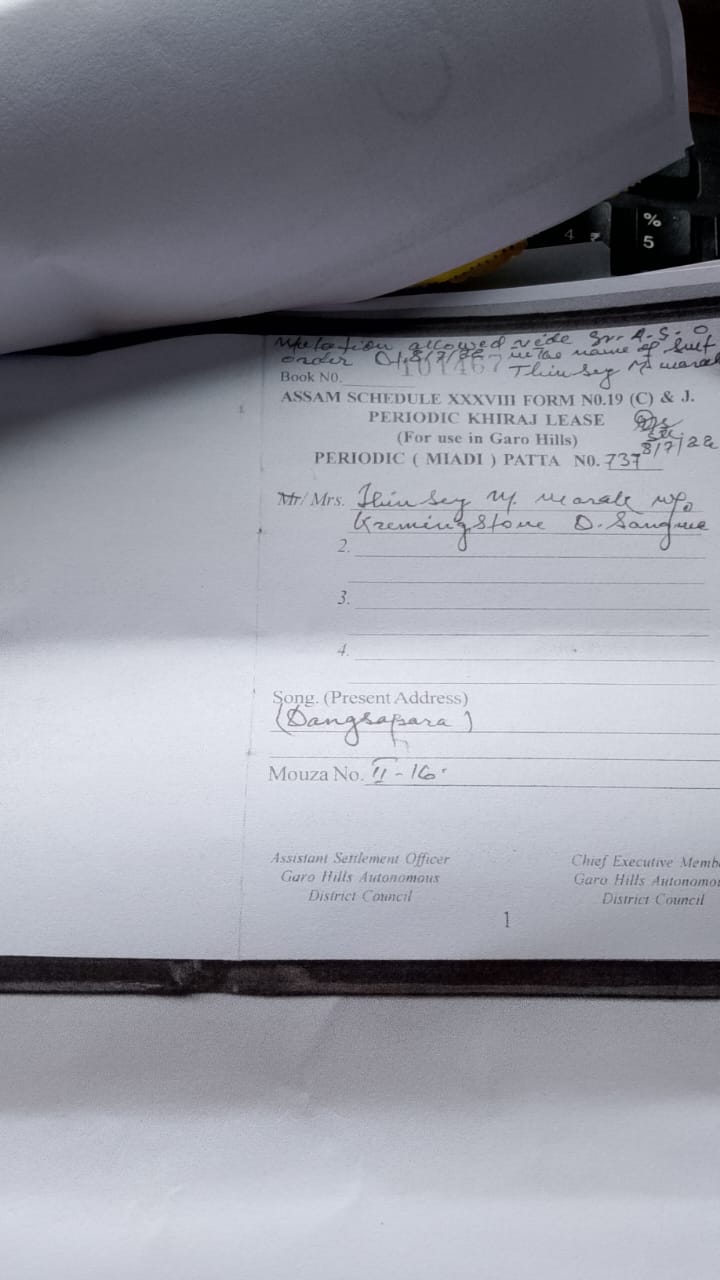 % 
4 ₹ 5
Mutation allowed vide Sr. A.S.O
order Dt 8/7/22 in the name of Smt
101467 Thinsey M marak
Book N0.
ASSAM SCHEDULE XXXVIII FORM N0.19 (C) & J.
PERIODIC KHIRAJ LEASE
(For use in Garo Hills)
8/7/22
PERIODIC ( MIADI ) PATTA N0. 737
Mr/ Mrs. Thinsey M. Marak w/o
Kremingstone D. Sangma
2.
3.
4.
Song. (Present Address)
(Dangsapara)
Mouza No. II - 16.
Assistant Settlement Officer
Garo Hills Autonomous
District Council
Chief Executive Memb
Garo Hills Autonomo
District Council
1